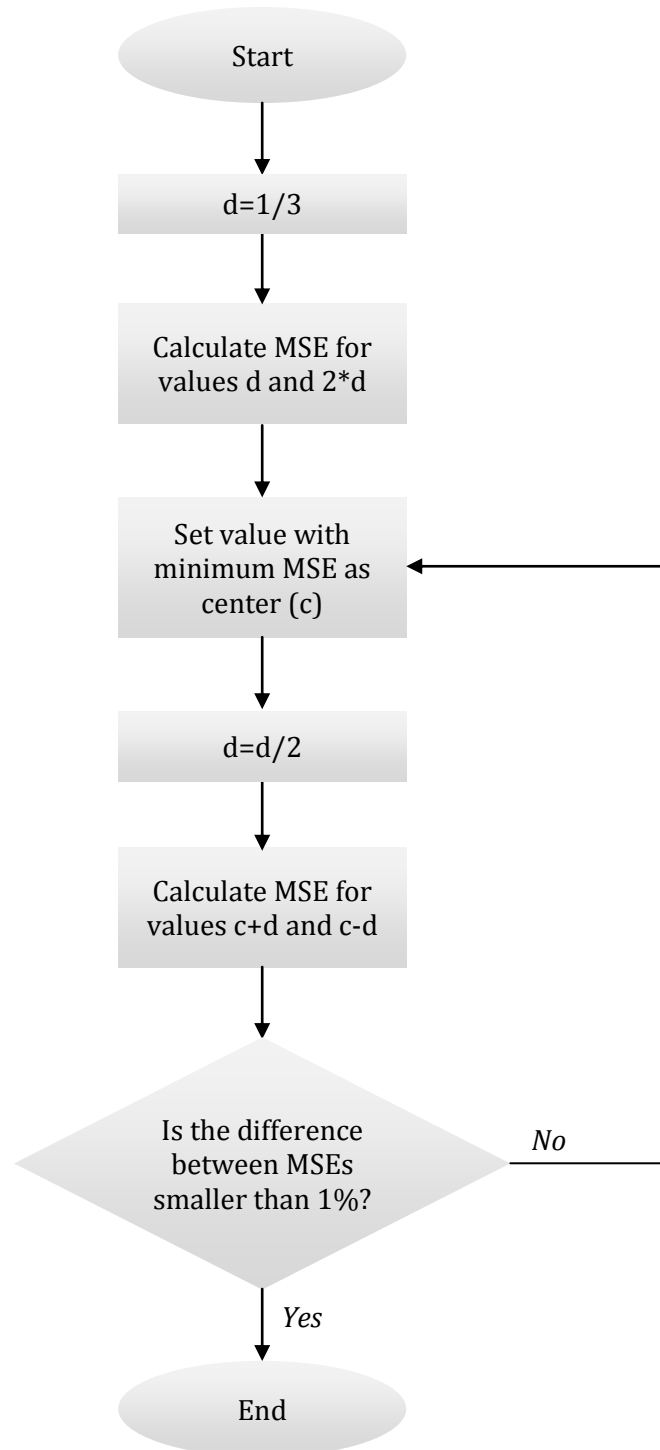 Start
d=1/3
Calculate MSE for
values d and 2*d
Set value with
minimum MSE as
center (c)
d=d/2
Calculate MSE for
values c+d and c-d
Is the difference
between MSEs
smaller than 1%?
No
Yes
End